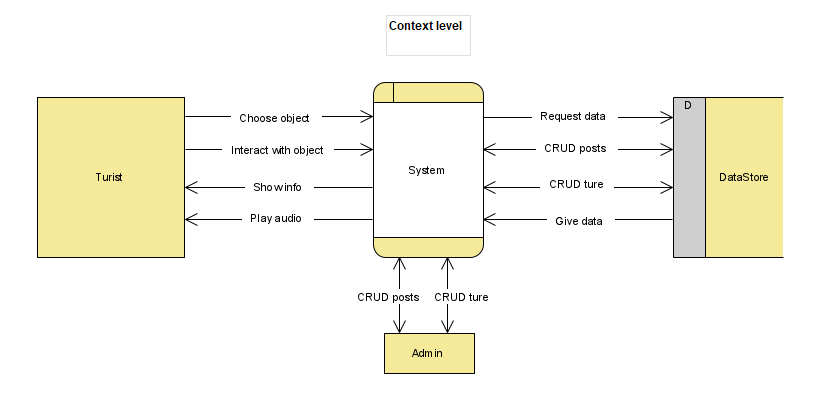 Context level
D
Choose object
Request data
Interact with object
CRUD posts
System
Turist
DataStore
Show info
CRUD ture
Play audio
Give data
CRUD posts
CRUD ture
Admin